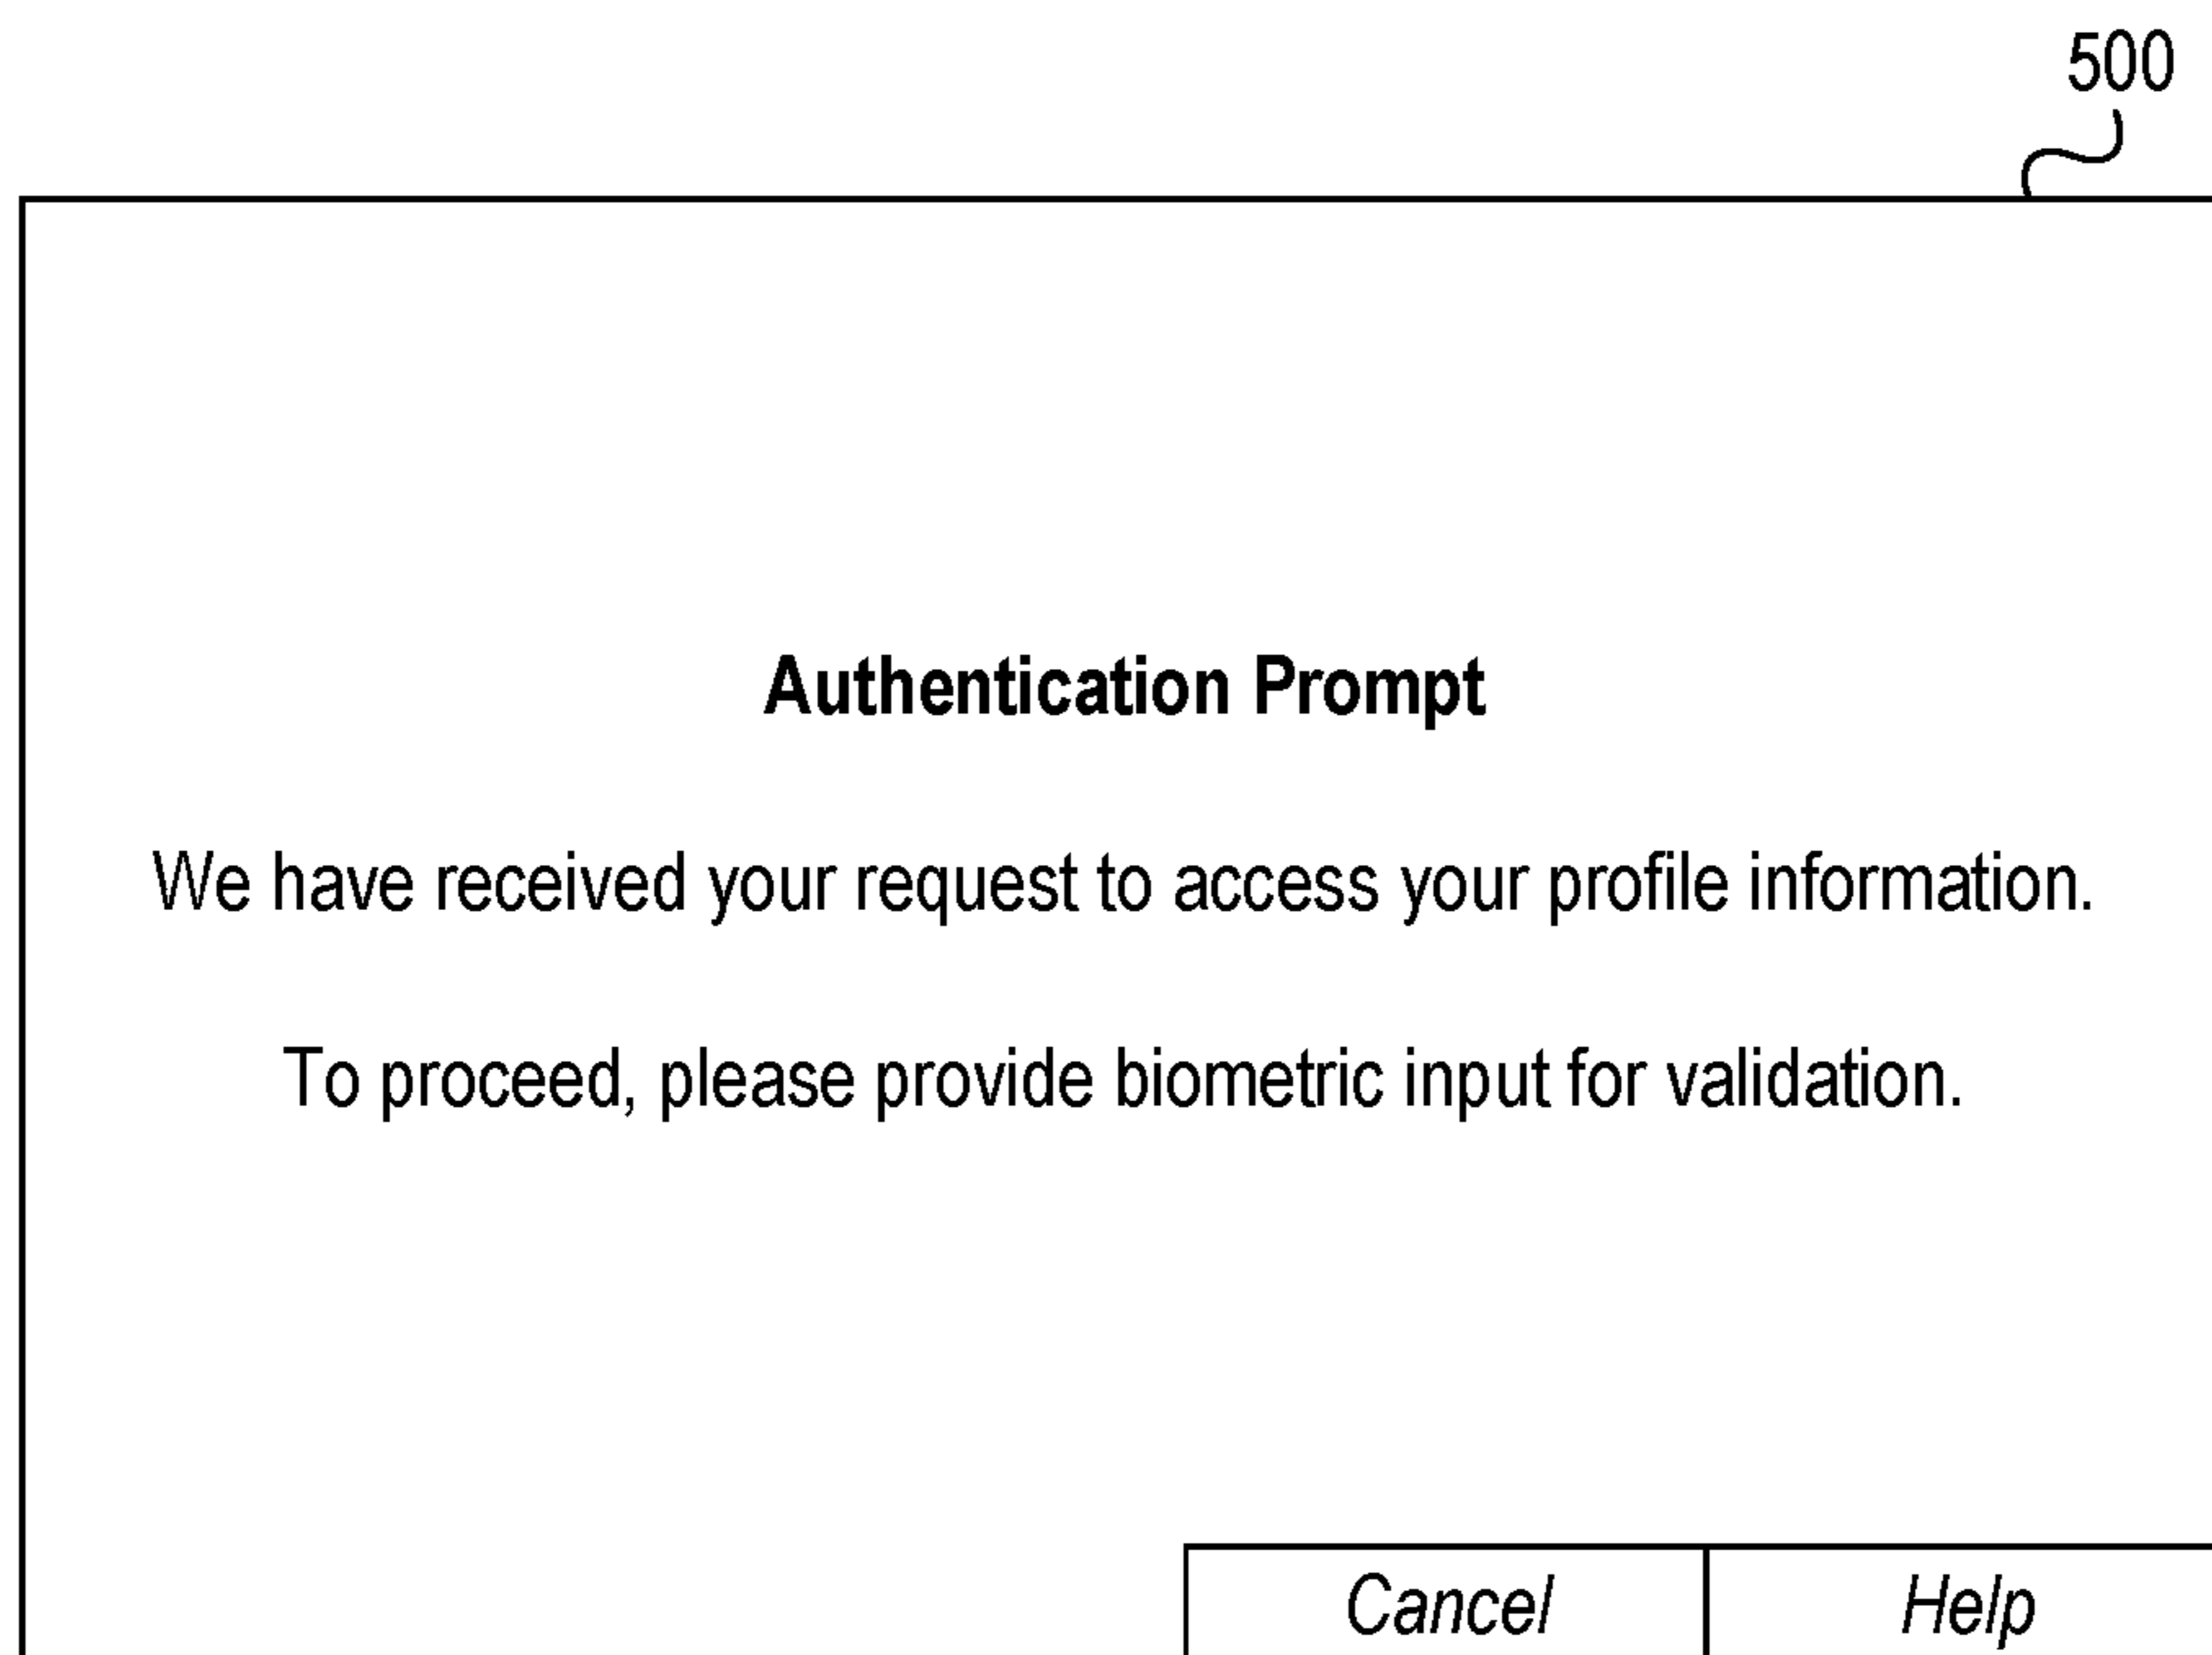 500
Authentication Prompt
We have received your request to access your profile information.
To proceed, please provide biometric input for validation.
Cancel Help